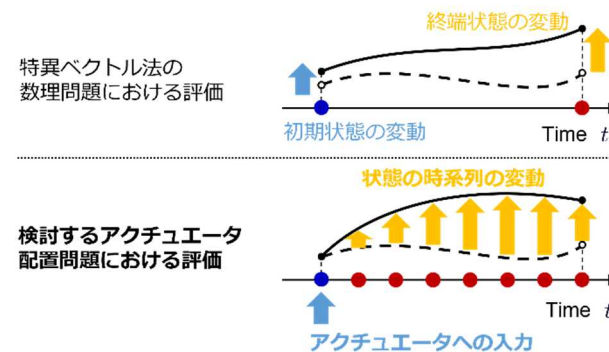 終端状態の変動
特異ベクトル法の
数理問題における評価
初期状態の変動
Time t
状態の時系列の変動
検討するアクチュエータ
配置問題における評価
Time t
アクチュエータへの入力